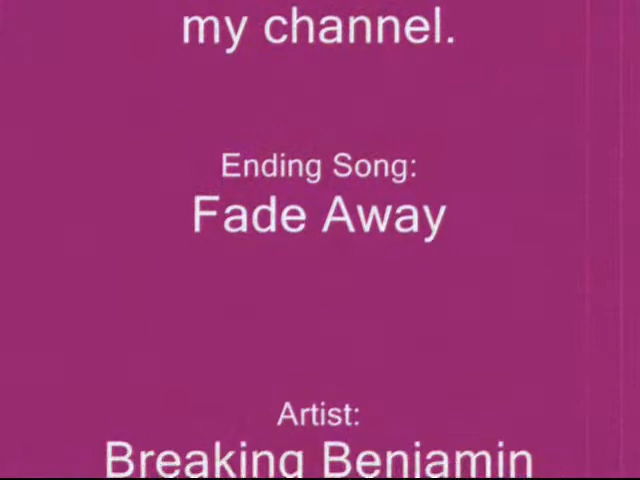 my channel.
Ending Song:
Fade Away
Artist:
Breaking Benjamin